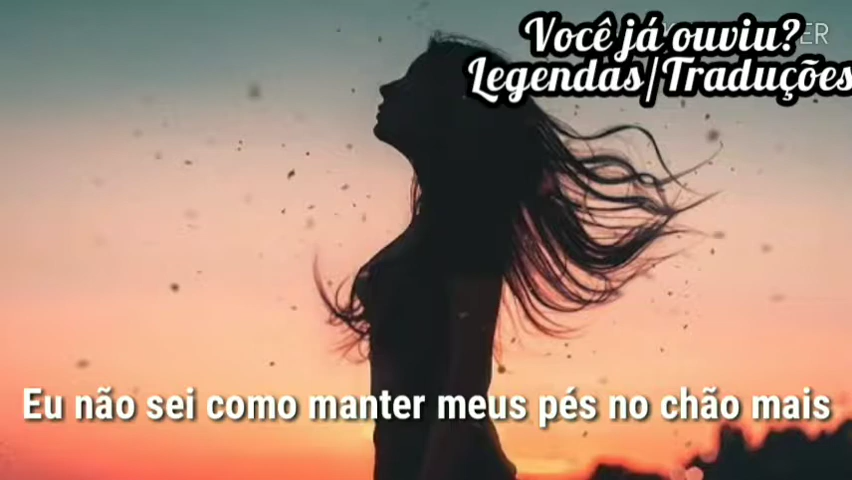 Você já ouviu?
Legendas/Traduções
Eu não sei como manter meus pés no chão mais